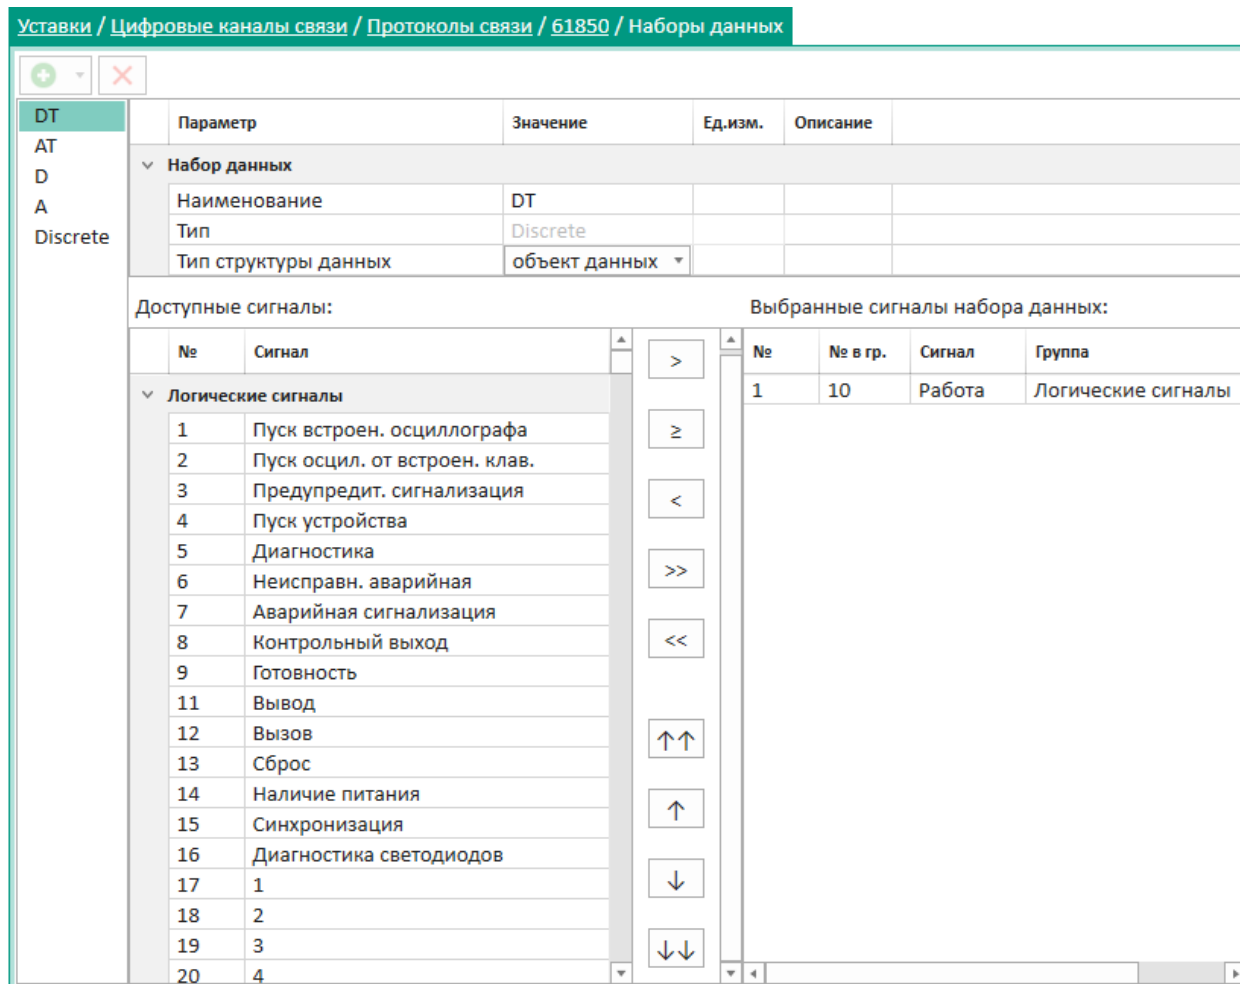 Уставки / Цифровые каналы связи / Протоколы связи / 61850 / Наборы данных
DT
AT
D
A
Discrete
Параметр Значение Ед.изм. Описание
Набор данных
Наименование DT
Тип Discrete
Тип структуры данных объект данных
Доступные сигналы:
№ Сигнал
Логические сигналы
1 Пуск встроен. осциллографа
2 Пуск осцил. от встроен. клав.
3 Предупредит. сигнализация
4 Пуск устройства
5 Диагностика
6 Неисправн. аварийная
7 Аварийная сигнализация
8 Контрольный выход
9 Готовность
11 Вывод
12 Вызов
13 Сброс
14 Наличие питания
15 Синхронизация
16 Диагностика светодиодов
17 1
18 2
19 3
20 4
>
≥
<
>>
<<
↑↑
↑
↓
↓↓
Выбранные сигналы набора данных:
№ № в гр. Сигнал Группа
1 10 Работа Логические сигналы